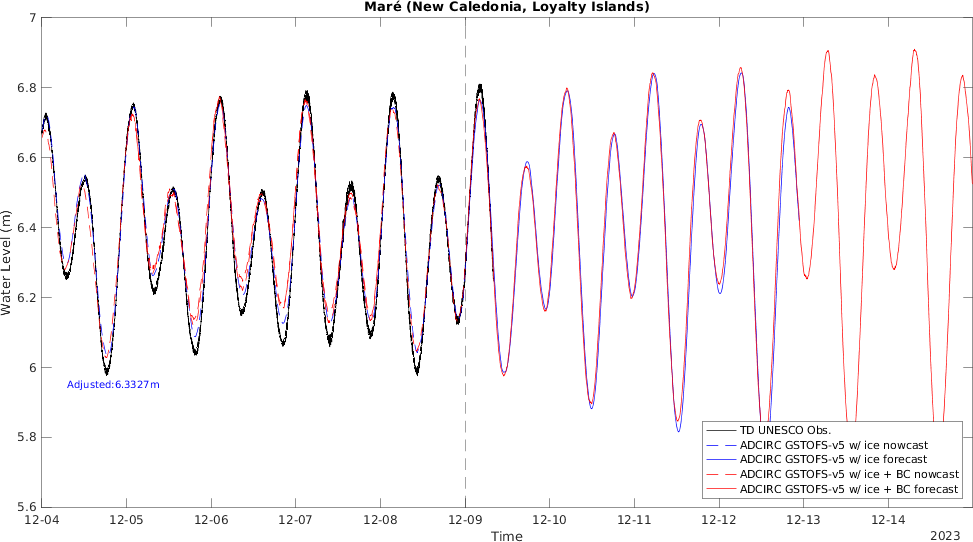 Maré (New Caledonia, Loyalty Islands)
7
6.8
6.6
6.4
6.2
6
5.8
5.6
Water Level (m)
Adjusted:6.3327m
TD UNESCO Obs.
ADCIRC GSTOFS-v5 w/ ice nowcast
ADCIRC GSTOFS-v5 w/ ice forecast
ADCIRC GSTOFS-v5 w/ ice + BC nowcast
ADCIRC GSTOFS-v5 w/ ice + BC forecast
12-04 12-05 12-06 12-07 12-08 12-09 12-10 12-11 12-12 12-13 12-14
Time
2023